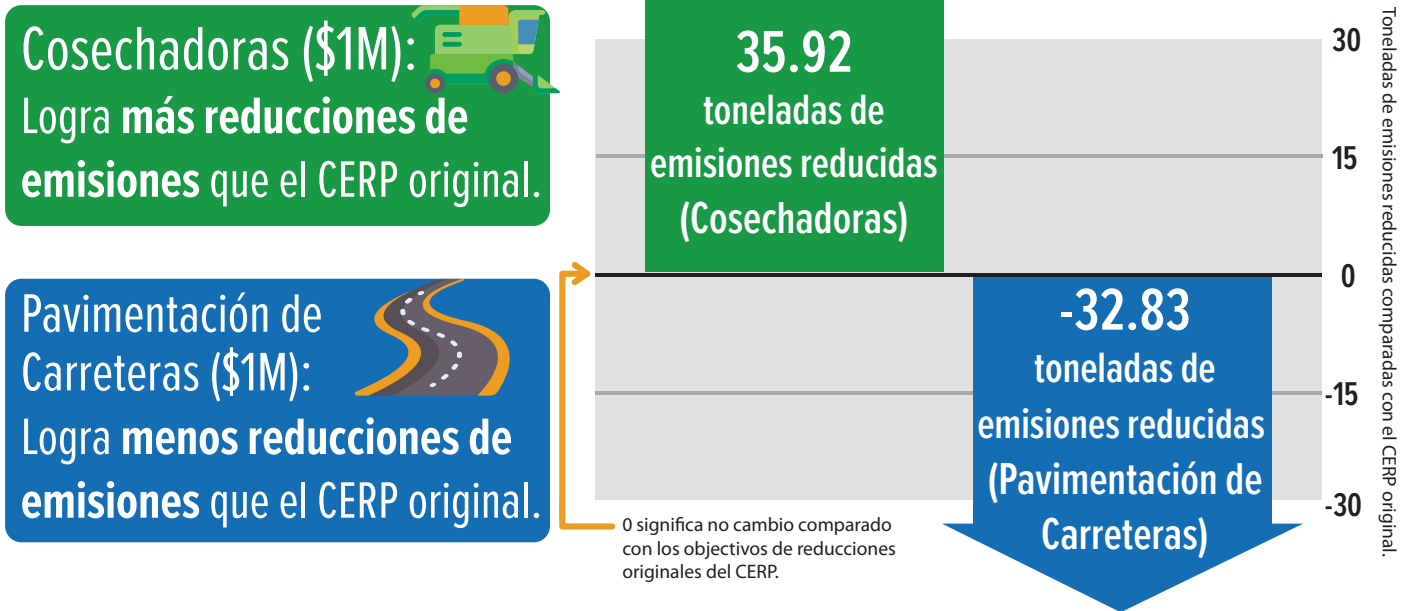 Cosechadoras ($1M):
Logra más reducciones de
emisiones que el CERP original.
Pavimentación de
Carreteras ($1M):
Logra menos reducciones de
emisiones que el CERP original.
35.92
toneladas de
emisiones reducidas
(Cosechadoras)
-32.83
toneladas de
emisiones reducidas
(Pavimentación de
Carreteras)
0 significa no cambio comparado
con los objectivos de reducciones
originales del CERP.
30
15
0
-15
-30
Toneladas de emisiones reducidas comparadas con el CERP original.